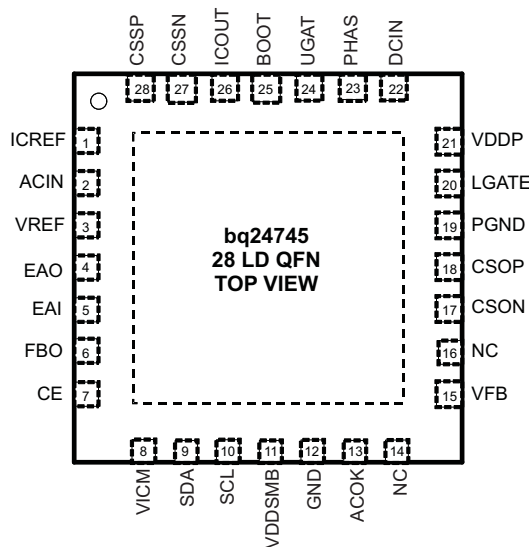 CSSP
CSSN
ICOUT
BOOT
UGAT
PHAS
DCIN
28
27
26
25
24
23
22
ICREF 1
ACIN 2
VREF 3
EAO 4
EAI 5
FBO 6
CE 7
bq24745
28 LD QFN
TOP VIEW
21 VDDP
20 LGATE
19 PGND
18 CSOP
17 CSON
16 NC
15 VFB
8
9
10
11
12
13
14
VICM
SDA
SCL
VDDSMB
GND
ACOK
NC